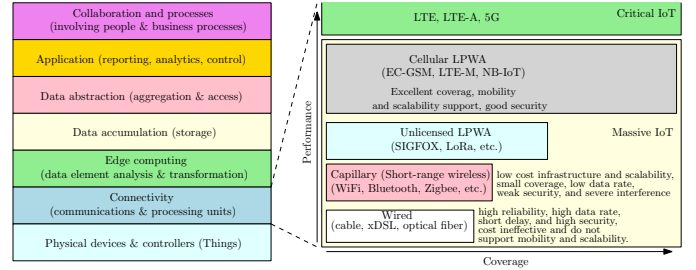 Collaboration and processes
(involving people & business processes)
Application (reporting, analytics, control)
Data abstraction (aggregation & access)
Data accumulation (storage)
Edge computing
(data element analysis & transformation)
Connectivity
(communications & processing units)
Physical devices & controllers (Things)
Performance
LTE, LTE-A, 5G
Critical IoT
Cellular LPWA
(EC-GSM, LTE-M, NB-IoT)
Excellent coverag, mobility
and scalability support, good security
Unlicensed LPWA
(SIGFOX, LoRa, etc.)
Massive IoT
Capillary (Short-range wireless)
(WiFi, Bluetooth, Zigbee, etc.)
low cost infrastructure and scalability,
small coverage, low data rate,
weak security, and severe interference
Wired
(cable, xDSL, optical fiber)
high reliability, high data rate,
short delay, and high security,
cost ineffective and do not
support mobility and scalability.
Coverage